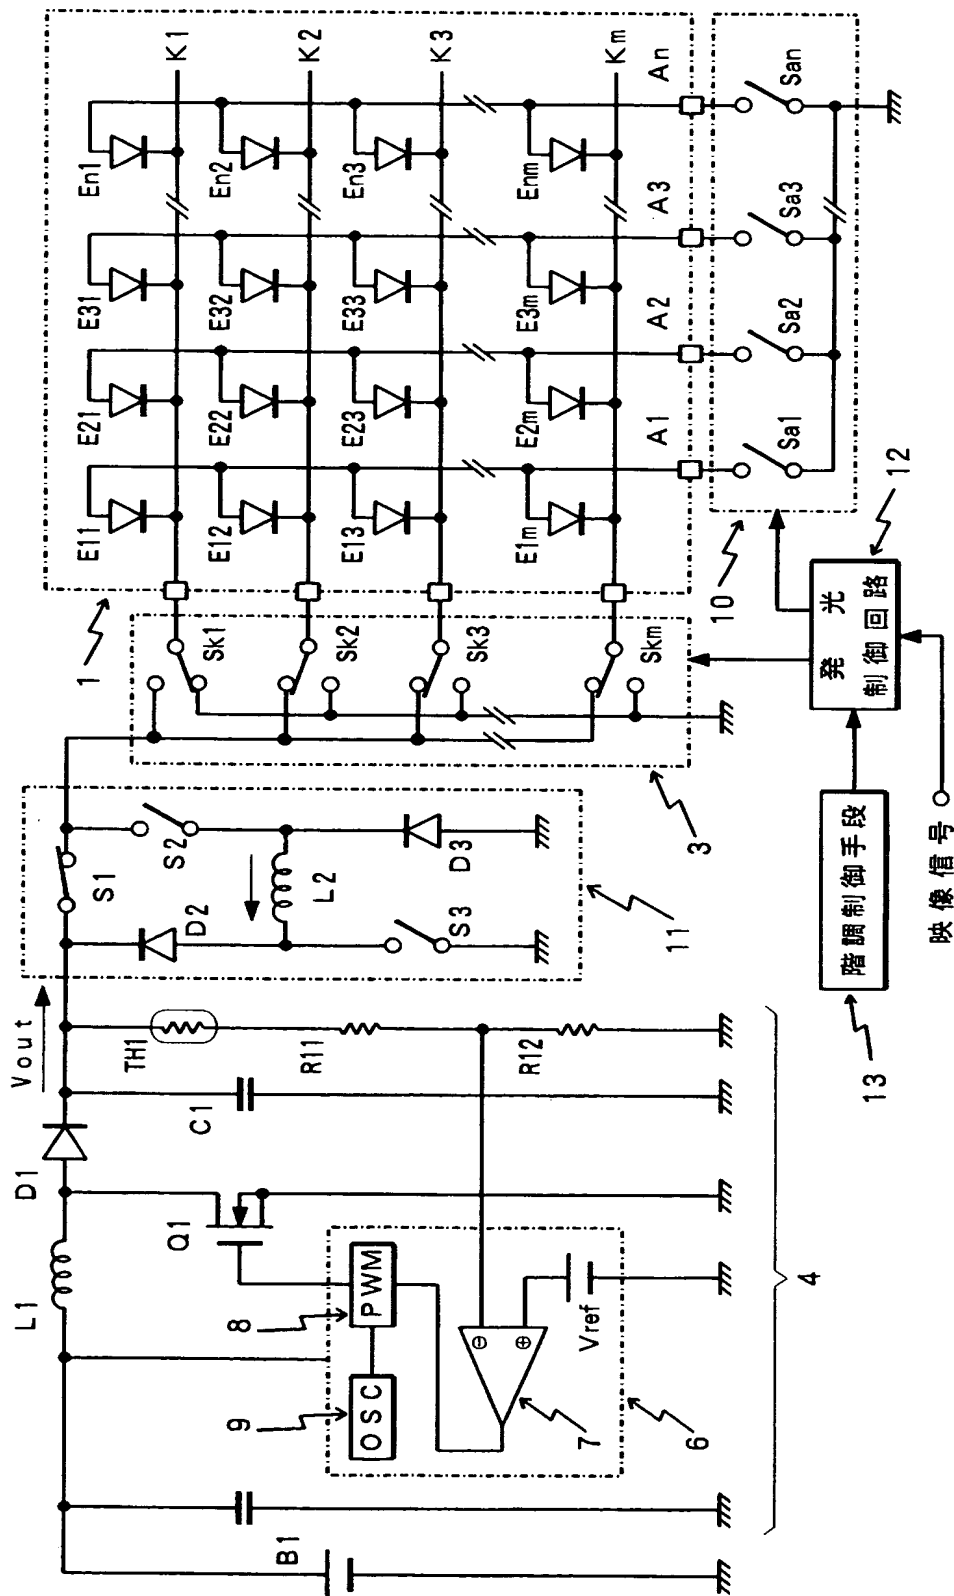 B1
L1
D1
Vout
Q1
C1
TH1
R11
R12
9
8
OSC
PWM
7
Vref
6
4
S1
S2
D2
L2
D3
S3
11
1
3
Sk1
Sk2
Sk3
Skm
E11
E21
E31
En1
K1
E12
E22
E32
En2
K2
E13
E23
E33
En3
K3
E1m
E2m
E3m
Enm
Km
A1
A2
A3
An
Sa1
Sa2
Sa3
San
10
12
発光
制御回路
階調制御手段
13
映像信号